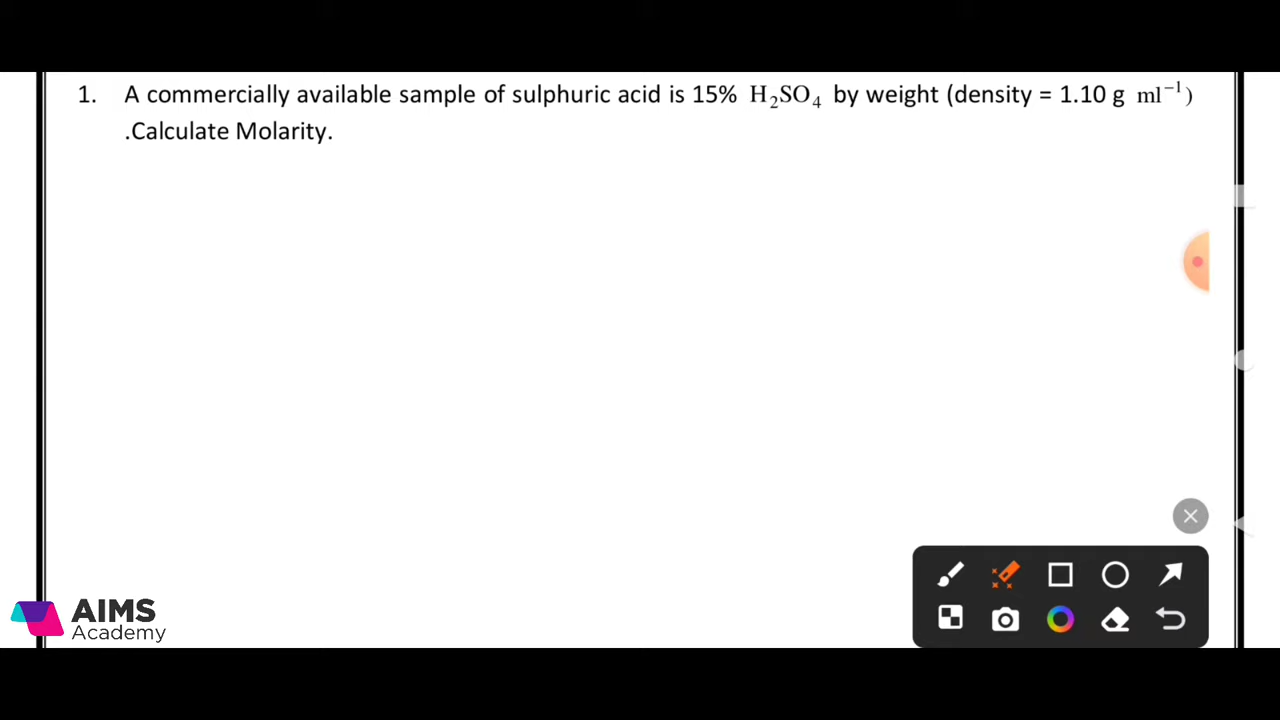 1. A commercially available sample of sulphuric acid is 15% H₂SO₄ by weight (density = 1.10 g ml⁻¹)
.Calculate Molarity.
AIMS
Academy